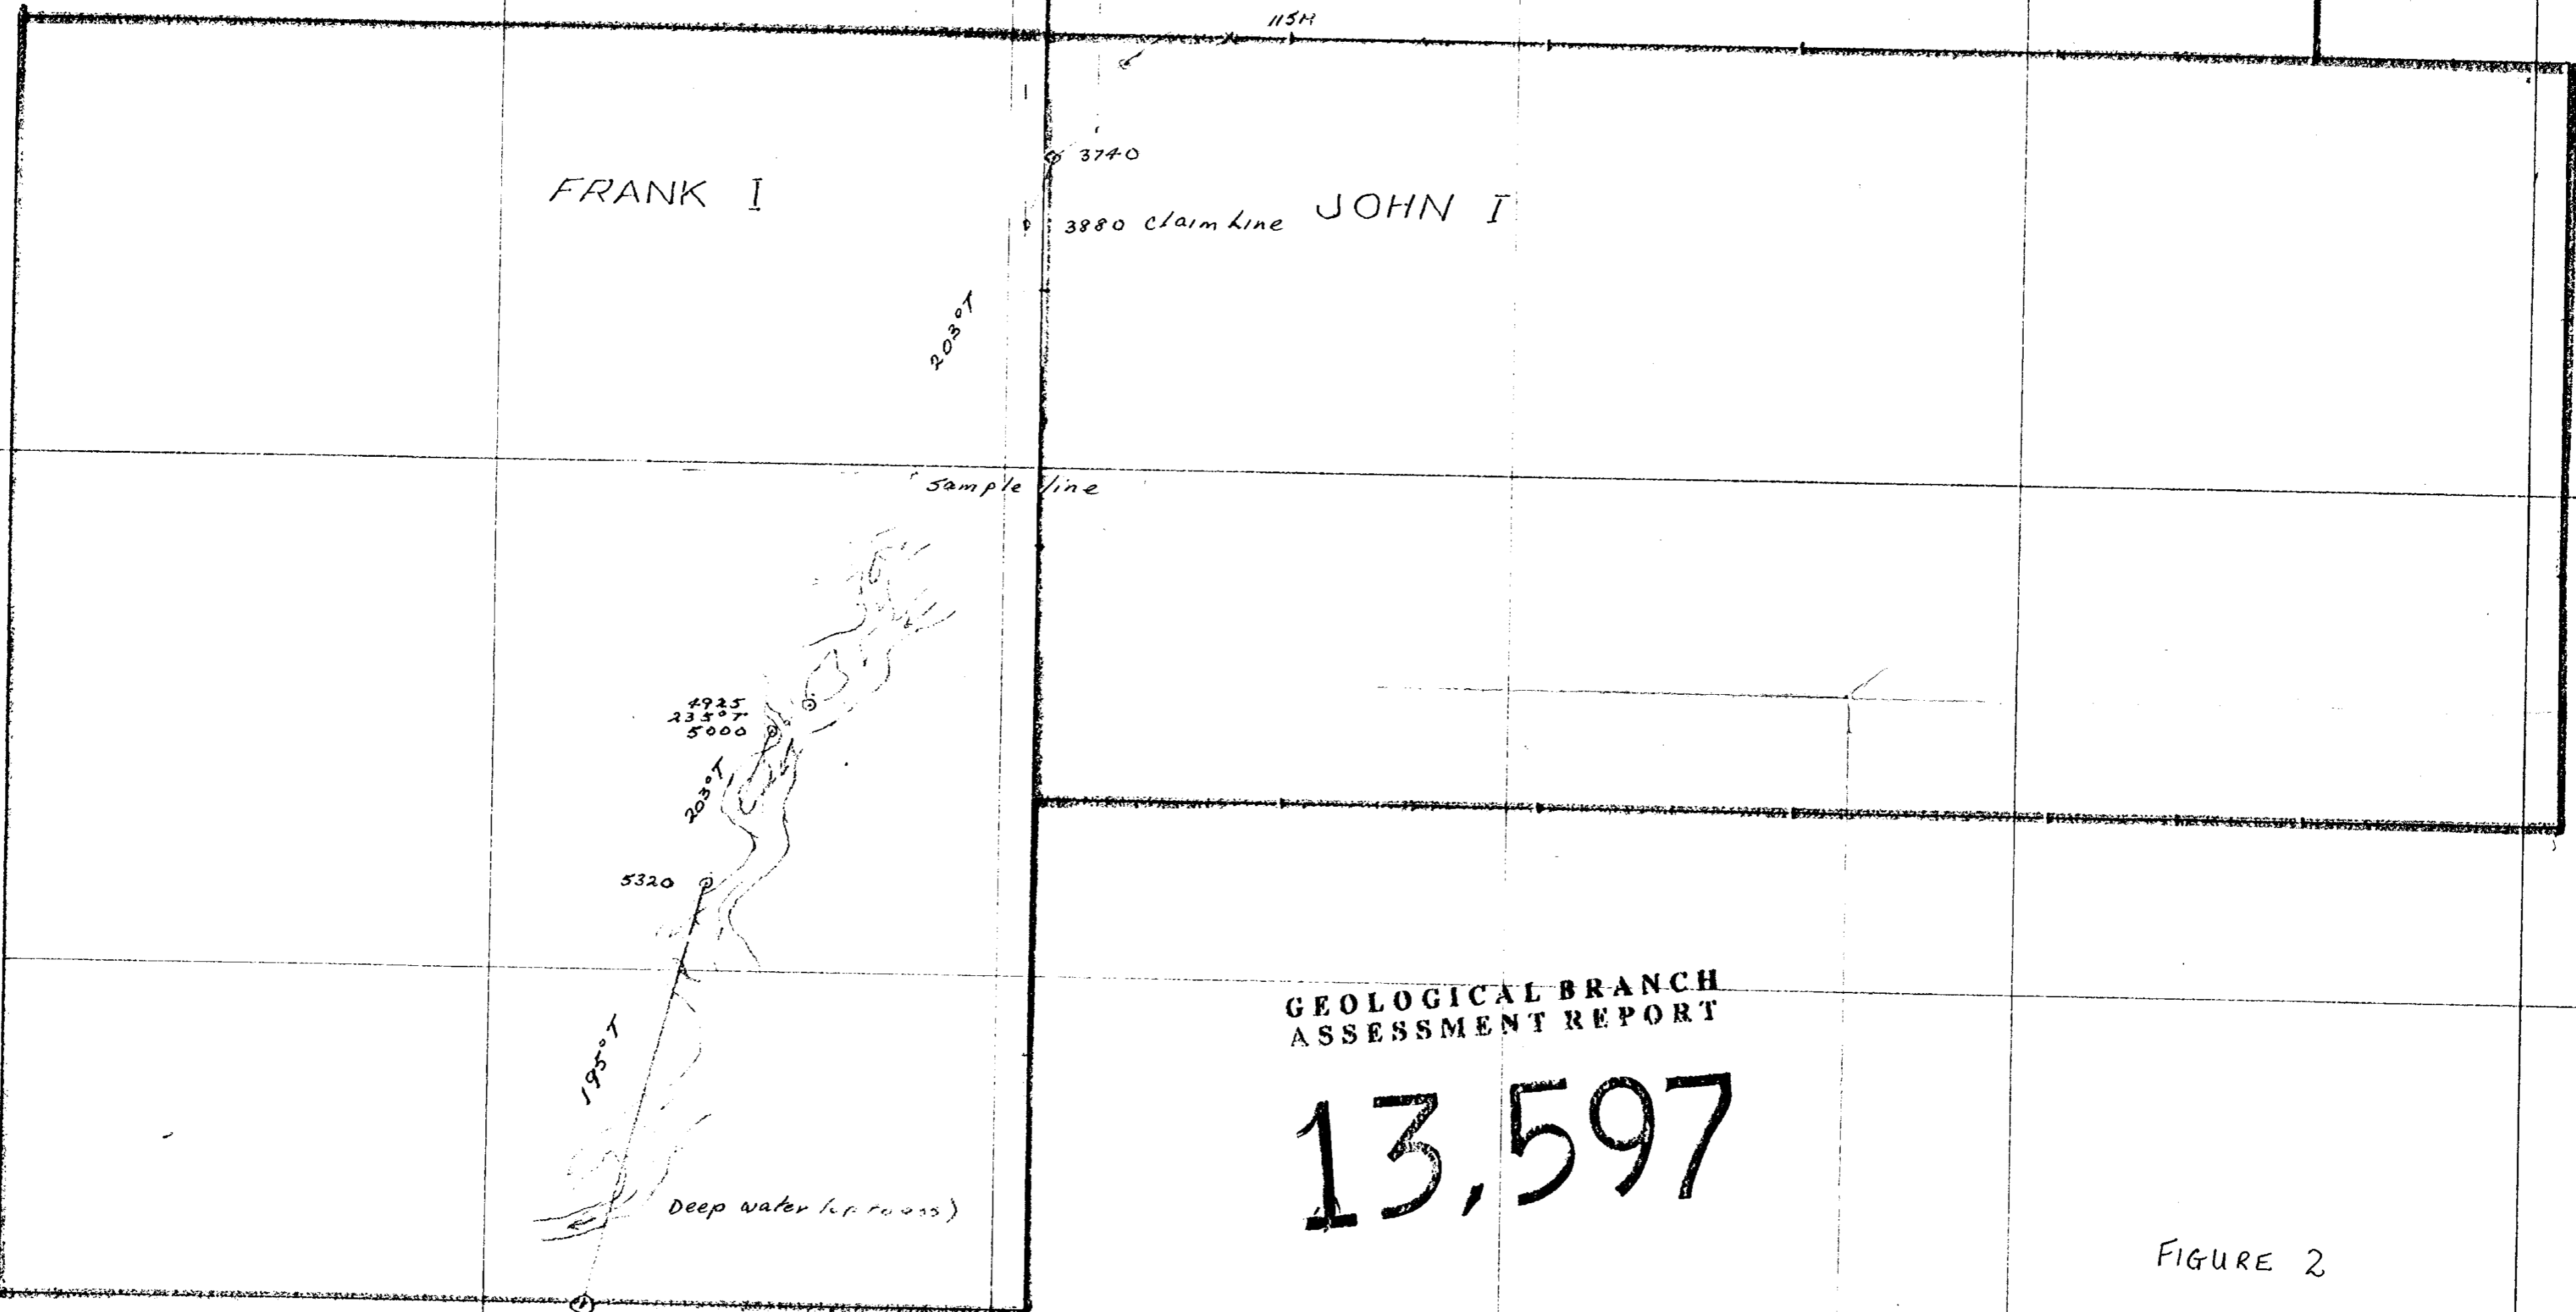 115M
3740
FRANK I
JOHN I
3880 Claim Line
203°T
Sample line
4925
235°T
5000
203°T
5320
195°T
GEOLOGICAL BRANCH
ASSESSMENT REPORT
13,597
Deep water
FIGURE 2